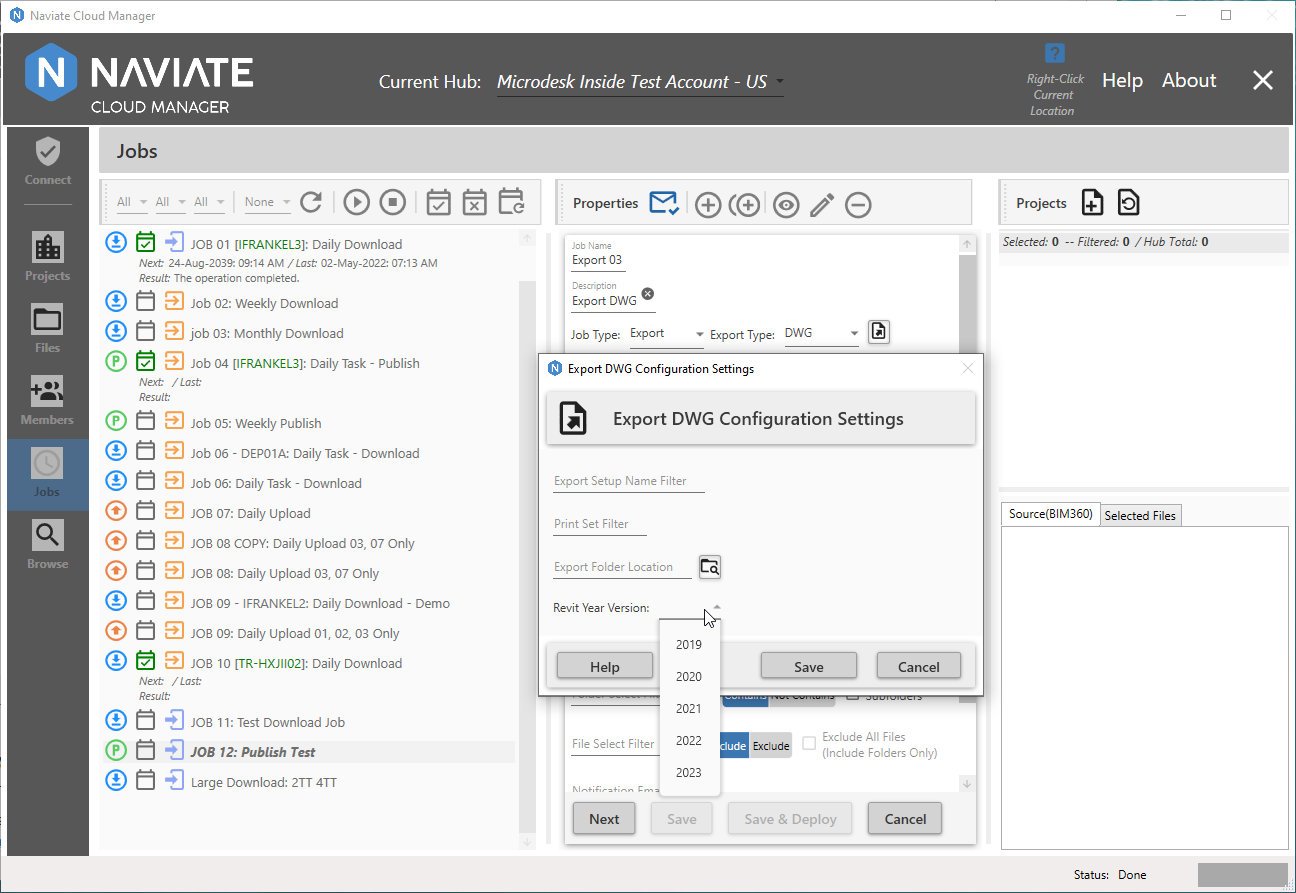 Naviate Cloud Manager
NAVIATE
CLOUD MANAGER
Current Hub: Microdesk Inside Test Account - US
?
Right-Click
Current
Location
Help
About
Connect
Projects
Files
Members
Jobs
Browse
Jobs
All All All None
JOB 01 [IFRANKEL3]: Daily Download
Next: 24-Aug-2039: 09:14 AM / Last: 02-May-2022: 07:13 AM
Result: The operation completed.
Job 02: Weekly Download
job 03: Monthly Download
Job 04 [IFRANKEL3]: Daily Task - Publish
Next: / Last:
Result:
Job 05: Weekly Publish
Job 06 - DEP01A: Daily Task - Download
Job 06: Daily Task - Download
JOB 07: Daily Upload
JOB 08 COPY: Daily Upload 03, 07 Only
JOB 08: Daily Upload 03, 07 Only
JOB 09 - IFRANKEL2: Daily Download - Demo
JOB 09: Daily Upload 01, 02, 03 Only
JOB 10 [TR-HXJII02]: Daily Download
Next: / Last:
Result:
JOB 11: Test Download Job
JOB 12: Publish Test
Large Download: 2TT 4TT
Properties
Job Name
Export 03
Description
Export DWG
Job Type: Export Export Type: DWG
Export DWG Configuration Settings
Export DWG Configuration Settings
Export Setup Name Filter
Print Set Filter
Export Folder Location
Revit Year Version:
2019
2020
2021
2022
2023
Help Save Cancel
File Select Filter
clude Exclude
Exclude All Files
(Include Folders Only)
Next Save Save & Deploy Cancel
Projects
Selected: 0 -- Filtered: 0 / Hub Total: 0
Source(BIM360) Selected Files
Status: Done